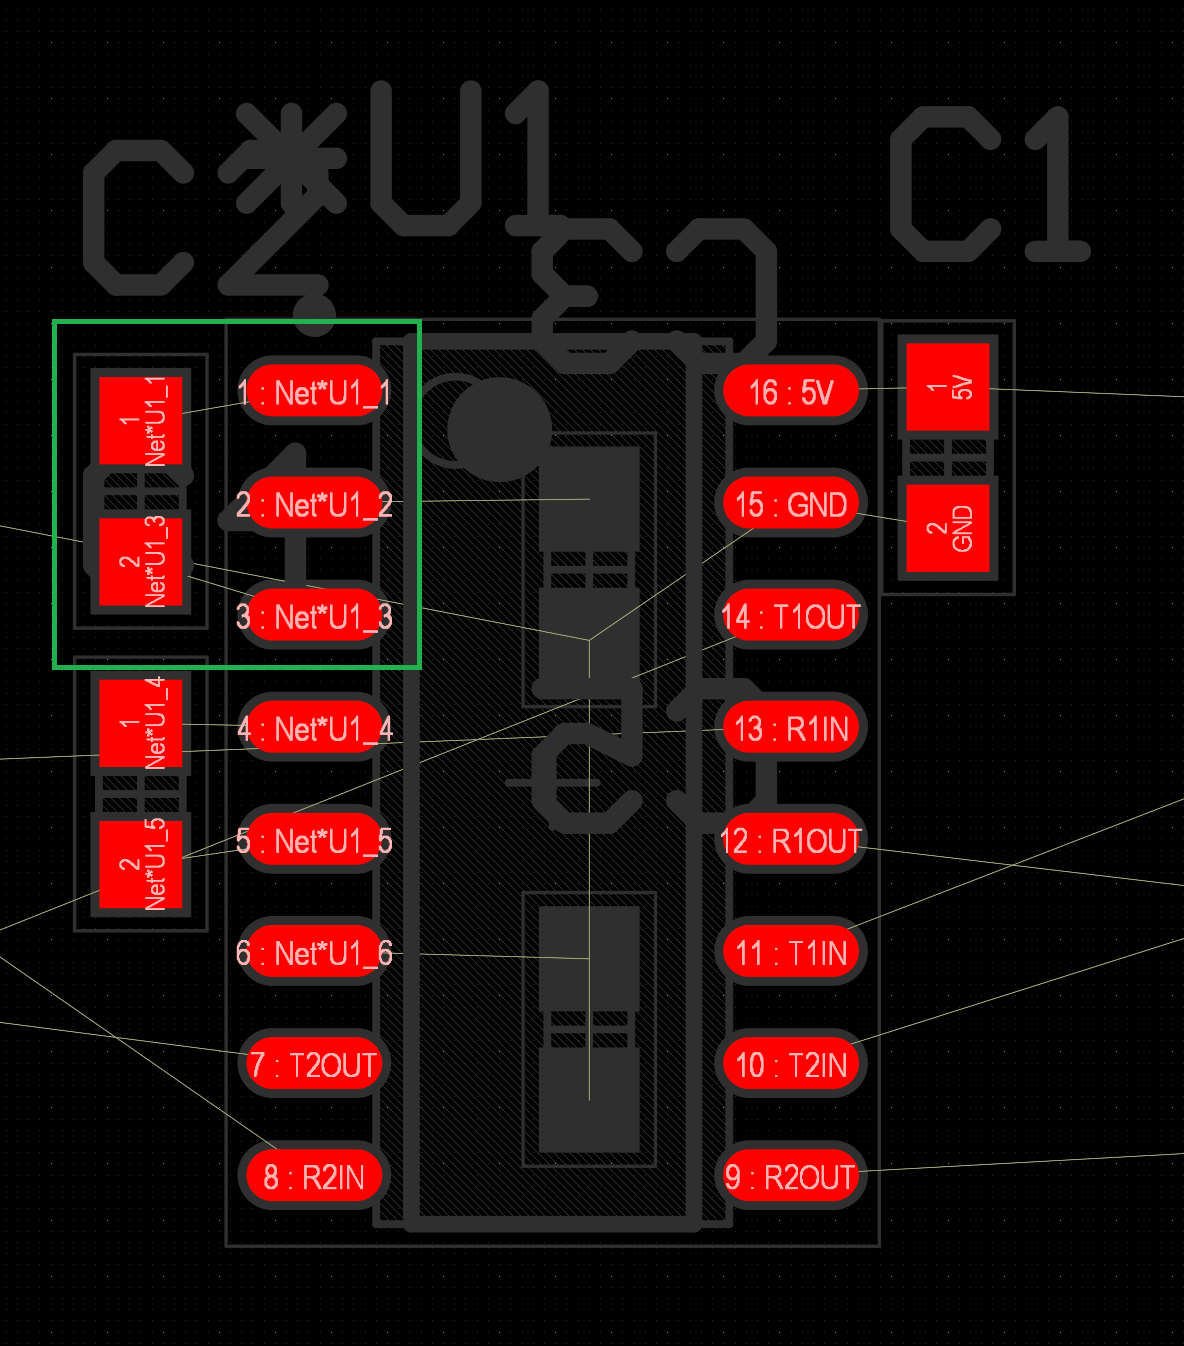 C2
*
U1
C1
C3
1
Net*U1_1
2
Net*U1_3
1 : Net*U1_1
2 : Net*U1_2
3 : Net*U1_3
16 : 5V
15 : GND
14 : T1OUT
1
5V
2
GND
C4
1
Net*U1_4
2
Net*U1_5
4 : Net*U1_4
5 : Net*U1_5
6 : Net*U1_6
7 : T2OUT
8 : R2IN
C5
13 : R1IN
12 : R1OUT
11 : T1IN
10 : T2IN
9 : R2OUT